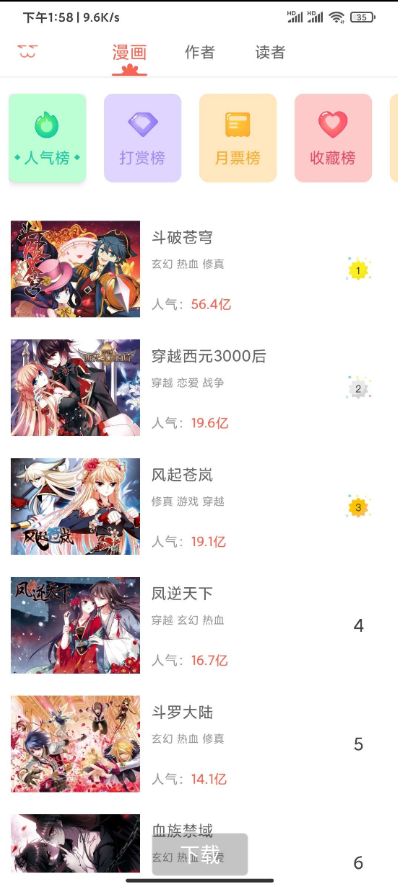 下午1:58 | 9.6K/s
35
漫画 作者 读者
人气榜 打赏榜 月票榜 收藏榜
斗破苍穹
玄幻 热血 修真
1
人气：56.4亿
穿越西元3000后
穿越 恋爱 战争
2
人气：19.6亿
风起苍岚
修真 游戏 穿越
3
人气：19.1亿
凤逆天下
凤逆天下
穿越 玄幻 热血
4
人气：16.7亿
斗罗大陆
玄幻 热血 修真
5
人气：14.1亿
血族禁域
玄幻 热血
6
下载